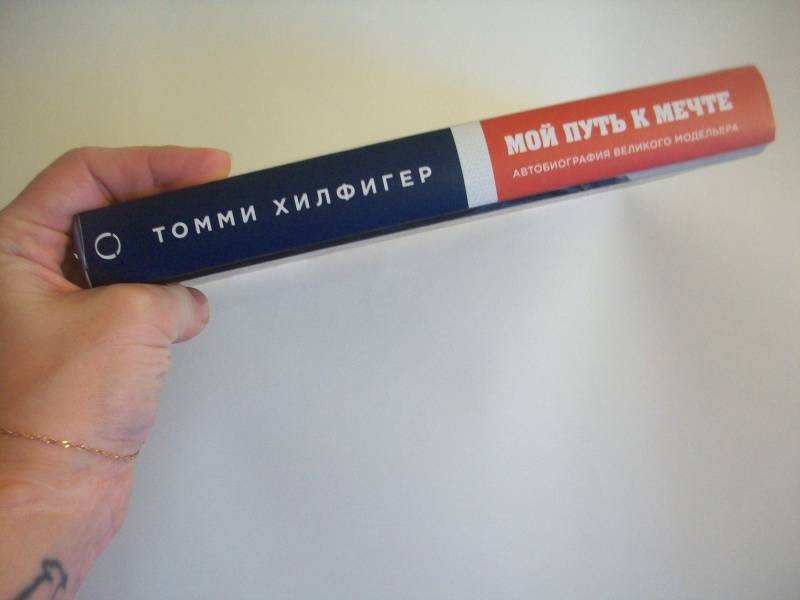 ТОММИ ХИЛФИГЕР
МОЙ ПУТЬ К МЕЧТЕ
АВТОБИОГРАФИЯ ВЕЛИКОГО МОДЕЛЬЕРА